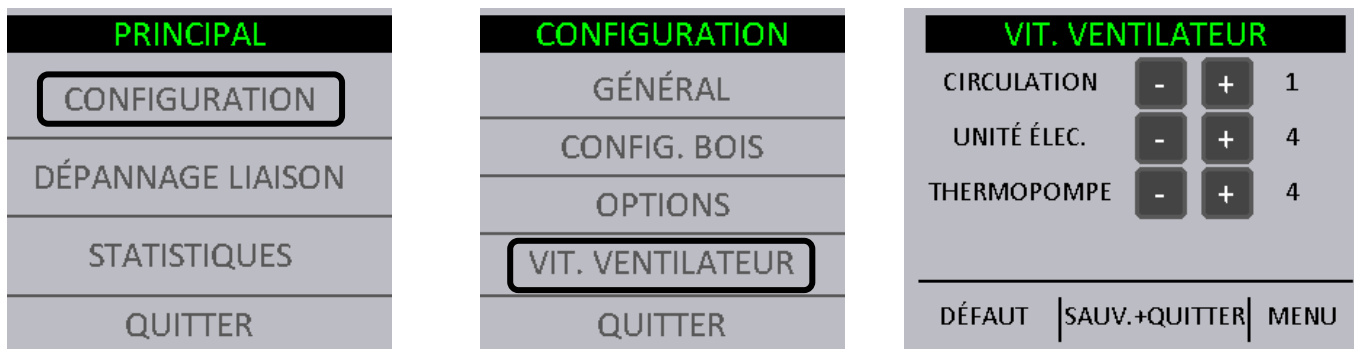 PRINCIPAL
CONFIGURATION
DÉPANNAGE LIAISON
STATISTIQUES
QUITTER
CONFIGURATION
GÉNÉRAL
CONFIG. BOIS
OPTIONS
VIT. VENTILATEUR
QUITTER
VIT. VENTILATEUR
CIRCULATION - + 1
UNITÉ ÉLEC. - + 4
THERMOPOMPE - + 4
DÉFAUT SAUV.+QUITTER MENU